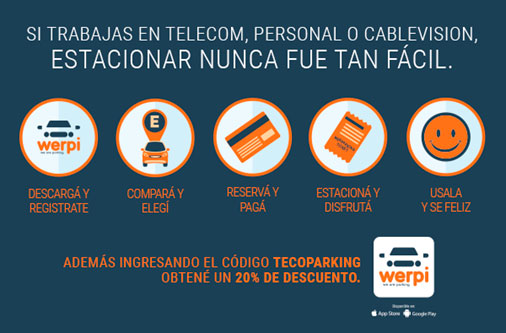 SI TRABAJAS EN TELECOM, PERSONAL O CABLEVISION,
ESTACIONAR NUNCA FUE TAN FÁCIL.
werpi
we are parking
E
DESCARGÁ Y
REGISTRATE
COMPARÁ Y
ELEGÍ
RESERVÁ Y
PAGÁ
ESTACIONÁ Y
DISFRUTÁ
USALA
Y SE FELIZ
ADEMÁS INGRESANDO EL CÓDIGO TECOPARKING
OBTENÉ UN 20% DE DESCUENTO.
werpi
we are parking
Disponible en
App Store Google Play